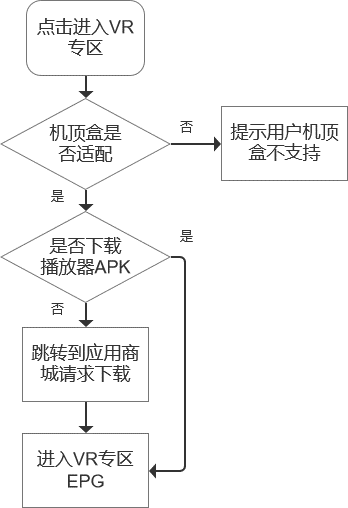 点击进入VR
专区
机顶盒是
否适配
否
提示用户机顶
盒不支持
是
是否下载
播放器APK
是
否
跳转到应用商
城请求下载
进入VR专区
EPG